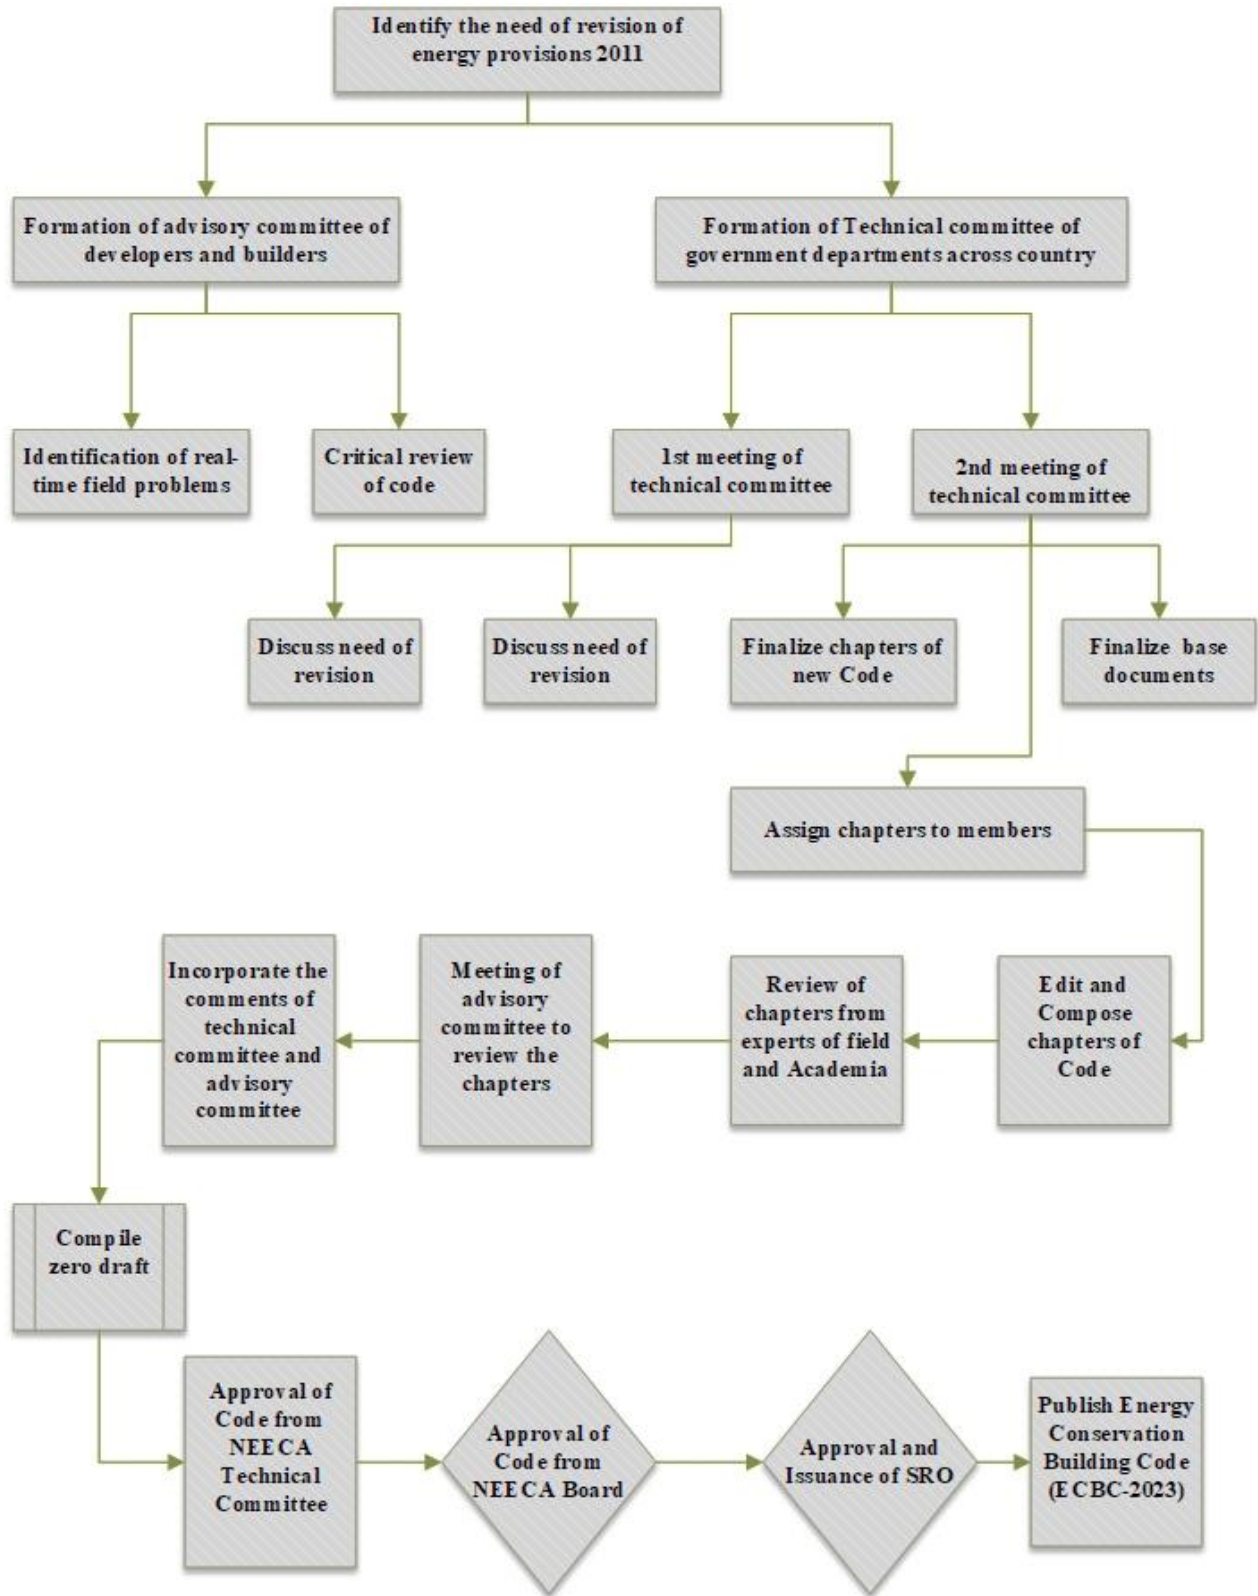 Identify the need of revision of
energy provisions 2011
Formation of advisory committee of
developers and builders
Formation of Technical committee of
government departments across country
Identification of real-
time field problems
Critical review
of code
1st meeting of
technical committee
2nd meeting of
technical committee
Discuss need of
revision
Discuss need of
revision
Finalize chapters of
new Code
Finalize base
documents
Assign chapters to members
Incorporate the
comments of
technical
committee and
advisory
committee
Meeting of
advisory
committee to
review the
chapters
Review of
chapters from
experts of field
and Academia
Edit and
Compose
chapters of
Code
Compile
zero draft
Approval of
Code from
NEECA
Technical
Committee
Approval of
Code from
NEECA Board
Approval and
Issuance of SRO
Publish Energy
Conservation
Building Code
(ECBC-2023)